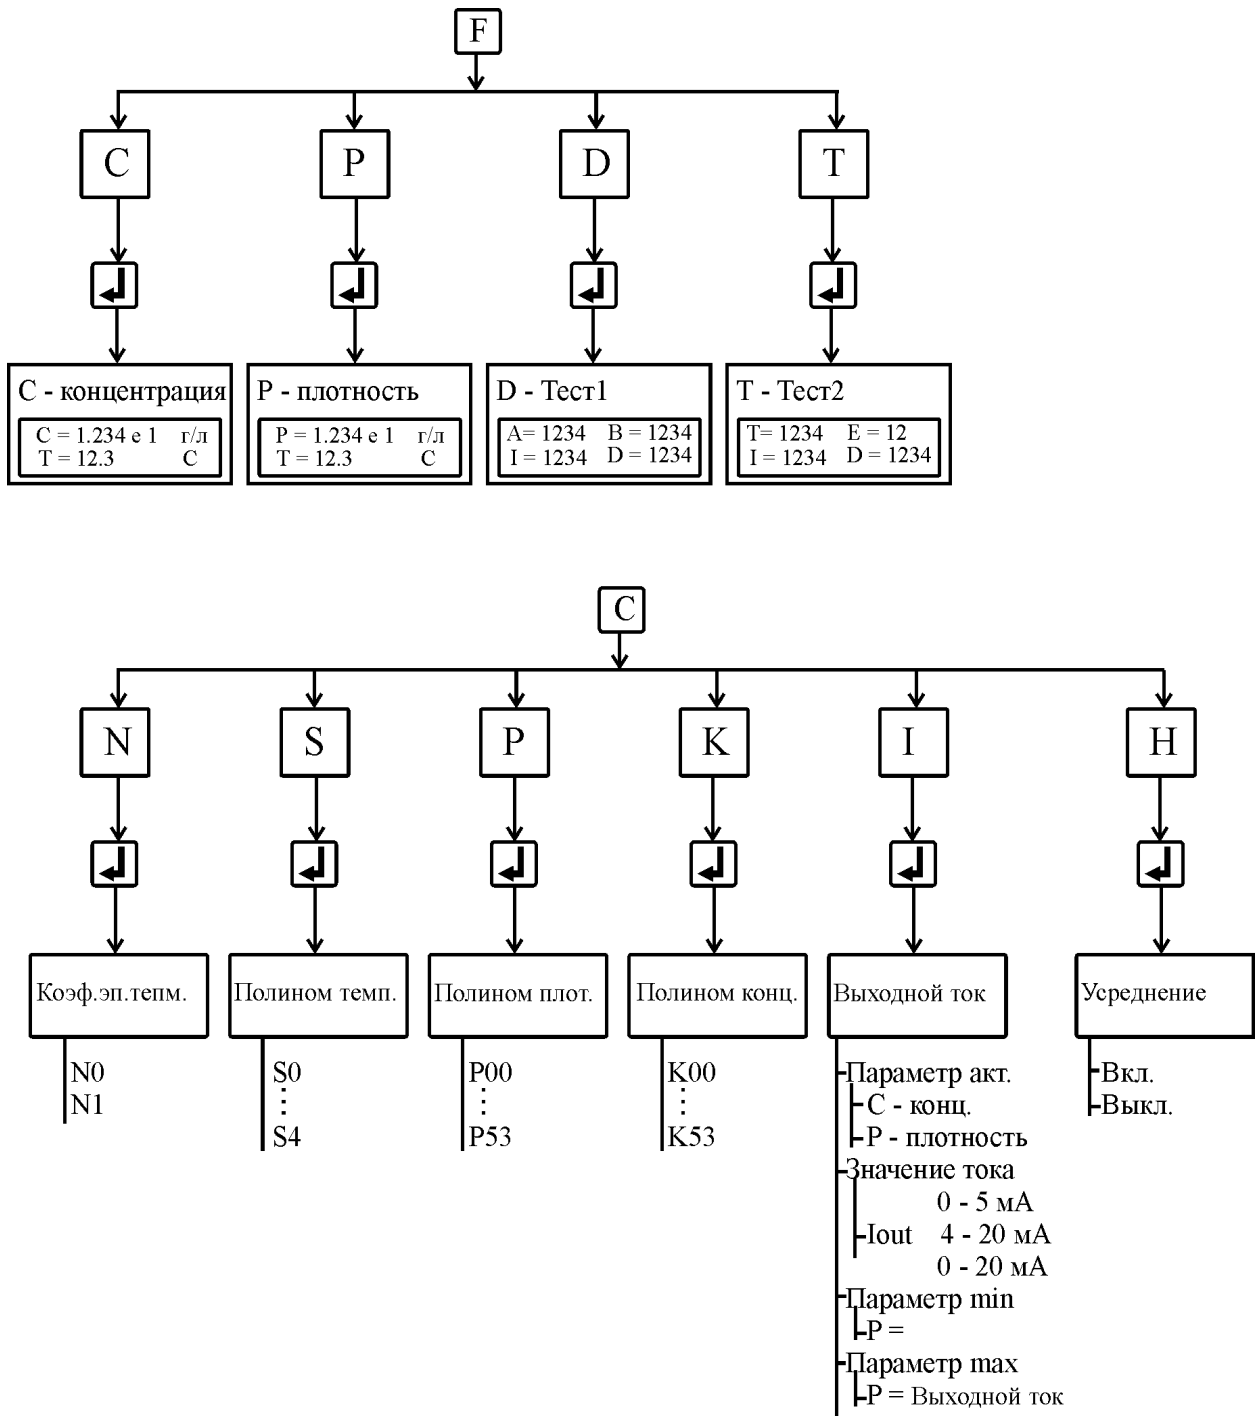 F
C P D T
C - концентрация
C = 1.234 e 1 г/л
T = 12.3 C
P - плотность
P = 1.234 e 1 г/л
T = 12.3 C
D - Тест1
A= 1234 B = 1234
I = 1234 D = 1234
T - Тест2
T= 1234 E = 12
I = 1234 D = 1234
C
N S P K I H
Коэф.эп.тепм.
N0
N1
Полином темп.
S0
S4
Полином плот.
P00
P53
Полином конц.
K00
K53
Выходной ток
Параметр акт.
C - конц.
P - плотность
Значение тока
0 - 5 мА
Iout 4 - 20 мА
0 - 20 мА
Параметр min
P =
Параметр max
P = Выходной ток
Усреднение
Вкл.
Выкл.